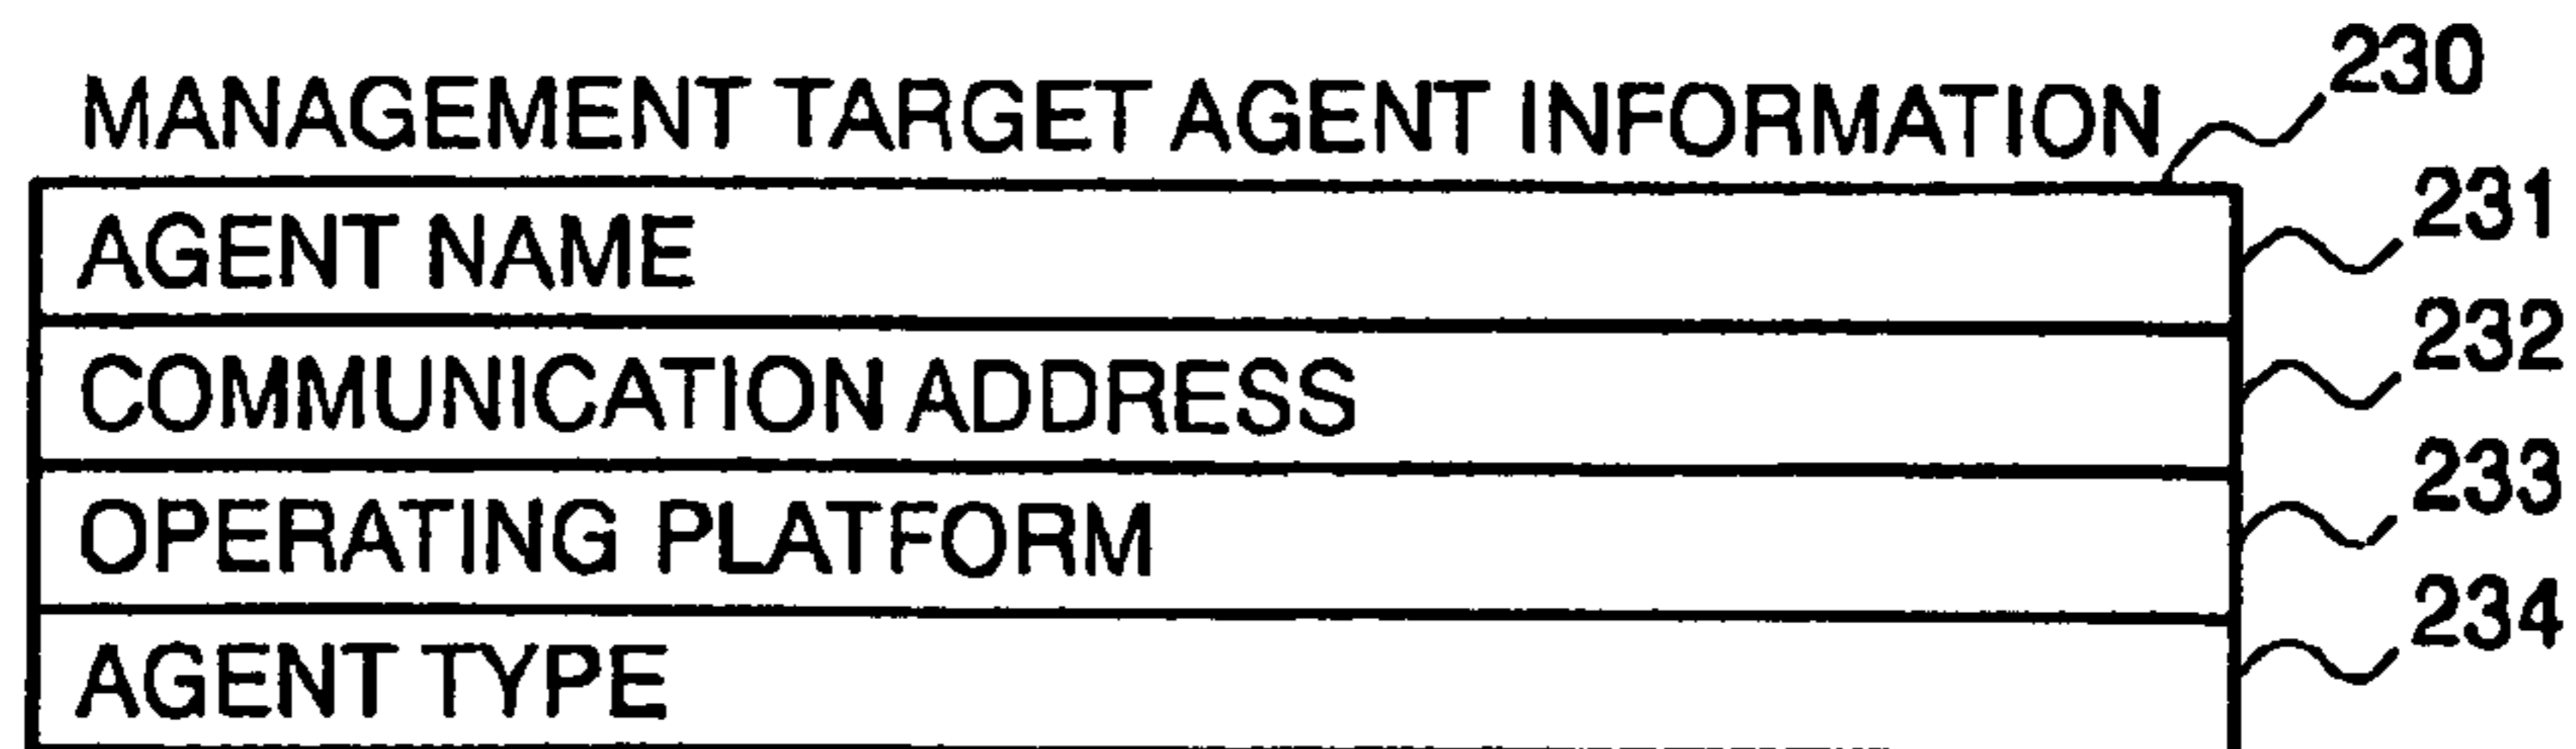 230
MANAGEMENT TARGET AGENT INFORMATION
AGENT NAME 231
COMMUNICATION ADDRESS 232
OPERATING PLATFORM 233
AGENT TYPE 234